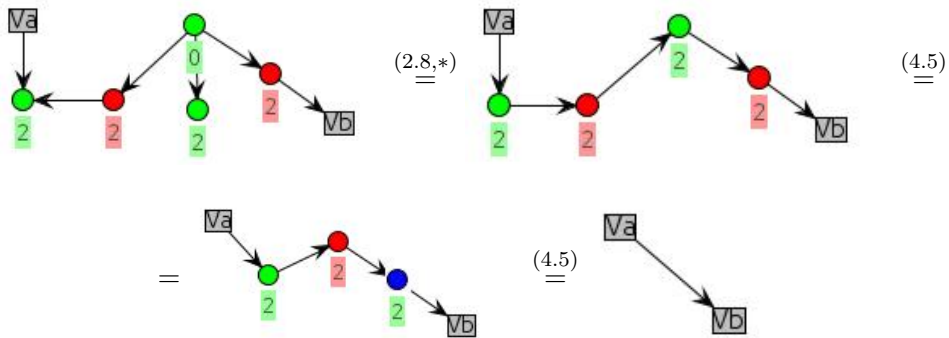 Va 0 2 2 2 2 Vb (2.8,*) = Va 2 2 2 2 Vb (4.5) =
= Va 2 2 2 Vb (4.5) = Va Vb